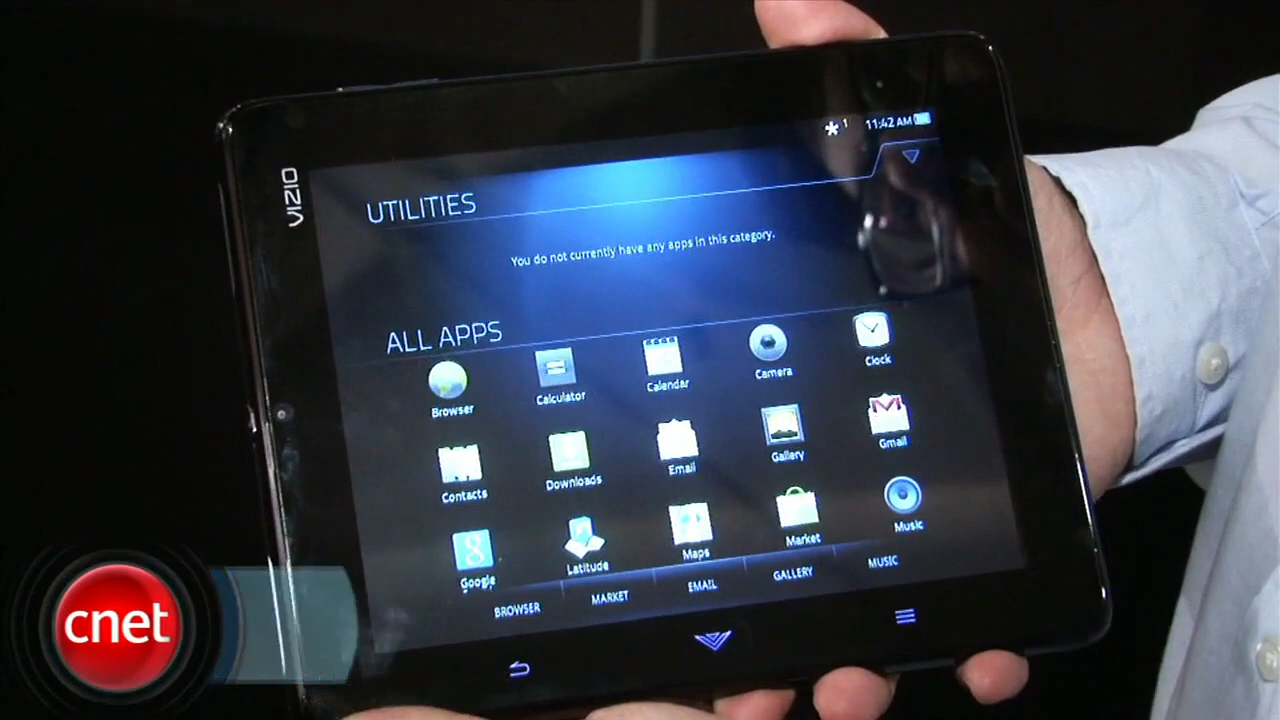 VIZIO
1 11:42 AM
UTILITIES
You do not currently have any apps in this category.
ALL APPS
Browser Calculator Calendar Camera Clock
Contacts Downloads Email Gallery Gmail
Google Latitude Maps Market Music
BROWSER MARKET EMAIL GALLERY MUSIC
cnet